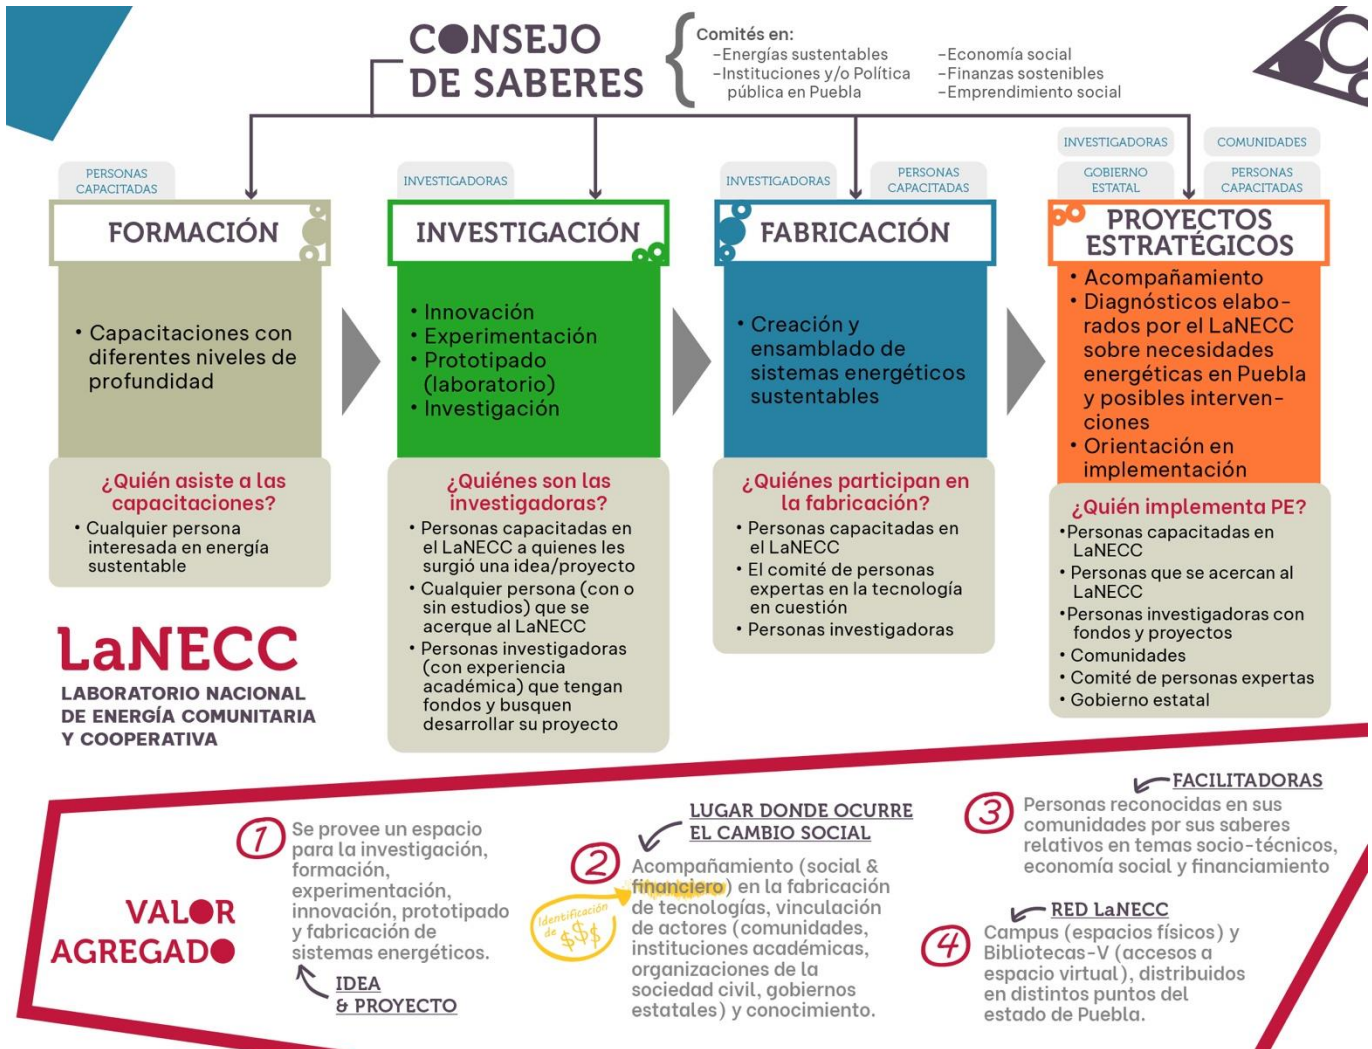 CONSEJO
DE SABERES
Comités en:
–Energías sustentables
–Instituciones y/o Política
pública en Puebla
–Economía social
–Finanzas sostenibles
–Emprendimiento social
PERSONAS
CAPACITADAS
FORMACIÓN
• Capacitaciones con
diferentes niveles de
profundidad
¿Quién asiste a las
capacitaciones?
• Cualquier persona
interesada en energía
sustentable
INVESTIGADORAS
INVESTIGACIÓN
• Innovación
• Experimentación
• Prototipado
(laboratorio)
• Investigación
¿Quiénes son las
investigadoras?
• Personas capacitadas en
el LaNECC a quienes les
surgió una idea/proyecto
• Cualquier persona (con o
sin estudios) que se
acerque al LaNECC
• Personas investigadoras
(con experiencia
académica) que tengan
fondos y busquen
desarrollar su proyecto
INVESTIGADORAS
PERSONAS
CAPACITADAS
FABRICACIÓN
• Creación y
ensamblado de
sistemas energéticos
sustentables
¿Quiénes participan en
la fabricación?
• Personas capacitadas en
el LaNECC
• El comité de personas
expertas en la tecnología
en cuestión
• Personas investigadoras
INVESTIGADORAS
COMUNIDADES
GOBIERNO
ESTATAL
PERSONAS
CAPACITADAS
PROYECTOS
ESTRATÉGICOS
• Acompañamiento
• Diagnósticos elabo-
rados por el LaNECC
sobre necesidades
energéticas en Puebla
y posibles interven-
ciones
• Orientación en
implementación
¿Quién implementa PE?
•Personas capacitadas en
LaNECC
• Personas que se acercan al
LaNECC
•Personas investigadoras con
fondos y proyectos
• Comunidades
• Comité de personas expertas
• Gobierno estatal
LaNECC
LABORATORIO NACIONAL
DE ENERGÍA COMUNITARIA
Y COOPERATIVA
VALOR
AGREGADO
1
Se provee un espacio
para la investigación,
formación,
experimentación,
innovación, prototipado
y fabricación de
sistemas energéticos.
IDEA
& PROYECTO
LUGAR DONDE OCURRE
EL CAMBIO SOCIAL
2
Acompañamiento (social &
financiero) en la fabricación
de tecnologías, vinculación
de actores (comunidades,
instituciones académicas,
organizaciones de la
sociedad civil, gobiernos
estatales) y conocimiento.
Identificación
de $$$
FACILITADORAS
3
Personas reconocidas en sus
comunidades por sus saberes
relativos en temas socio-técnicos,
economía social y financiamiento
RED LaNECC
4
Campus (espacios físicos) y
Bibliotecas-V (accesos a
espacio virtual), distribuidos
en distintos puntos del
estado de Puebla.